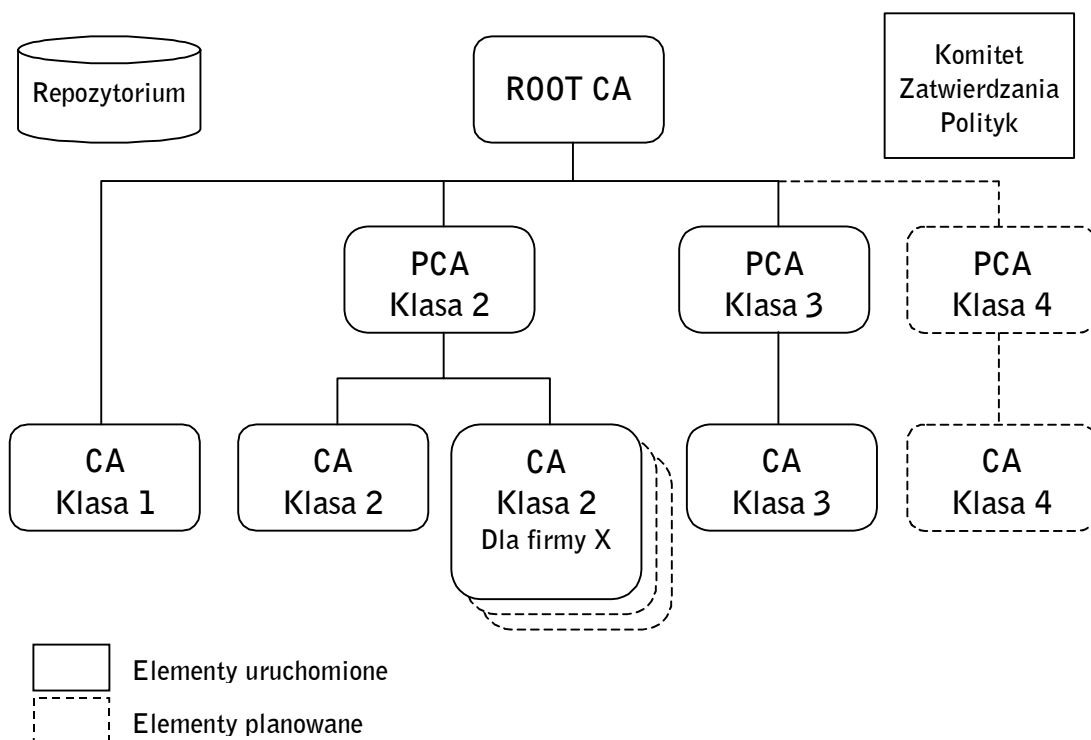 Repozytorium
ROOT CA
Komitet
Zatwierdzania
Polityk
PCA
Klasa 2
PCA
Klasa 3
PCA
Klasa 4
CA
Klasa 1
CA
Klasa 2
CA
Klasa 2
Dla firmy X
CA
Klasa 3
CA
Klasa 4
Elementy uruchomione
Elementy planowane